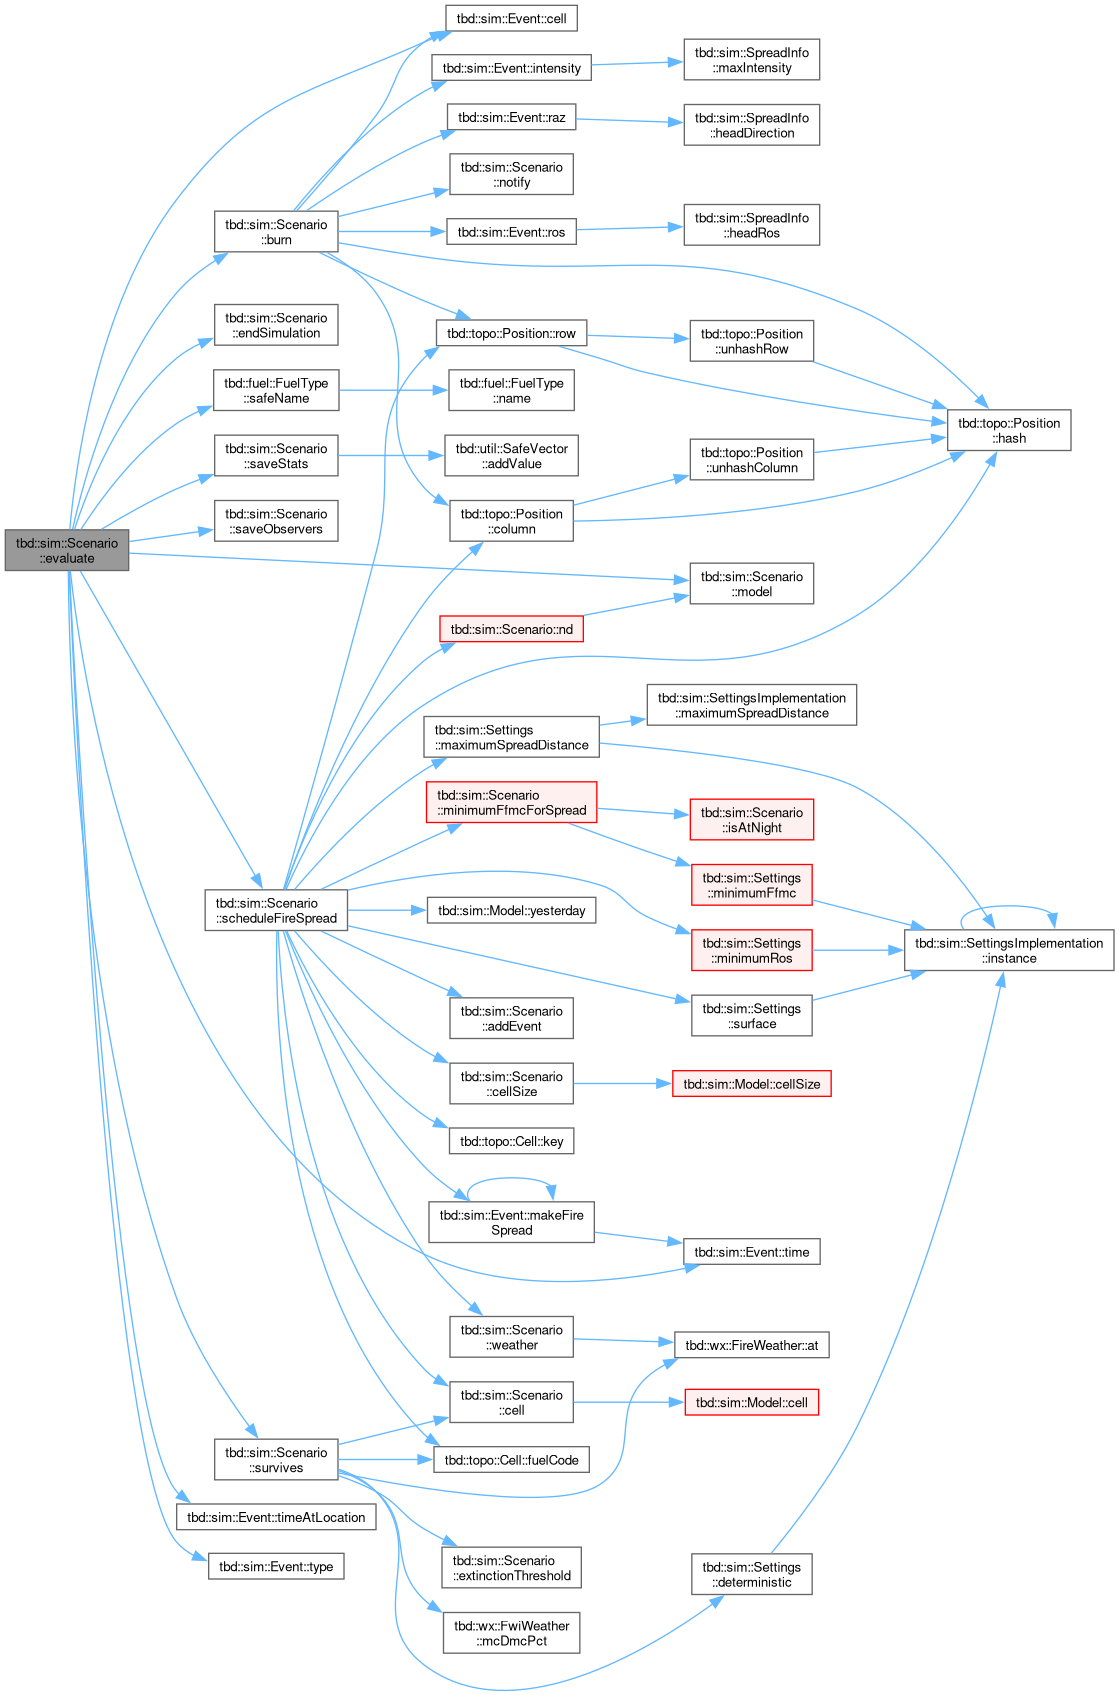 tbd::sim::Event::cell
tbd::sim::Event::intensity
tbd::sim::SpreadInfo
::maxIntensity
tbd::sim::Event::raz
tbd::sim::SpreadInfo
::headDirection
tbd::sim::Scenario
::notify
tbd::sim::Scenario
::burn
tbd::sim::Event::ros
tbd::sim::SpreadInfo
::headRos
tbd::sim::Scenario
::endSimulation
tbd::topo::Position::row
tbd::topo::Position
::unhashRow
tbd::fuel::FuelType
::safeName
tbd::fuel::FuelType
::name
tbd::topo::Position
::hash
tbd::sim::Scenario
::saveStats
tbd::util::SafeVector
::addValue
tbd::topo::Position
::unhashColumn
tbd::sim::Scenario
::saveObservers
tbd::topo::Position
::column
tbd::sim::Scenario
::evaluate
tbd::sim::Scenario
::model
tbd::sim::Scenario::nd
tbd::sim::SettingsImplementation
::maximumSpreadDistance
tbd::sim::Settings
::maximumSpreadDistance
tbd::sim::Scenario
::minimumFfmcForSpread
tbd::sim::Scenario
::isAtNight
tbd::sim::Settings
::minimumFfmc
tbd::sim::Scenario
::scheduleFireSpread
tbd::sim::Model::yesterday
tbd::sim::Settings
::minimumRos
tbd::sim::SettingsImplementation
::instance
tbd::sim::Scenario
::addEvent
tbd::sim::Settings
::surface
tbd::sim::Scenario
::cellSize
tbd::sim::Model::cellSize
tbd::topo::Cell::key
tbd::sim::Event::makeFire
Spread
tbd::sim::Event::time
tbd::sim::Scenario
::weather
tbd::wx::FireWeather::at
tbd::sim::Scenario
::cell
tbd::sim::Model::cell
tbd::sim::Scenario
::survives
tbd::topo::Cell::fuelCode
tbd::sim::Event::timeAtLocation
tbd::sim::Event::type
tbd::sim::Scenario
::extinctionThreshold
tbd::sim::Settings
::deterministic
tbd::wx::FwiWeather
::mcDmcPct